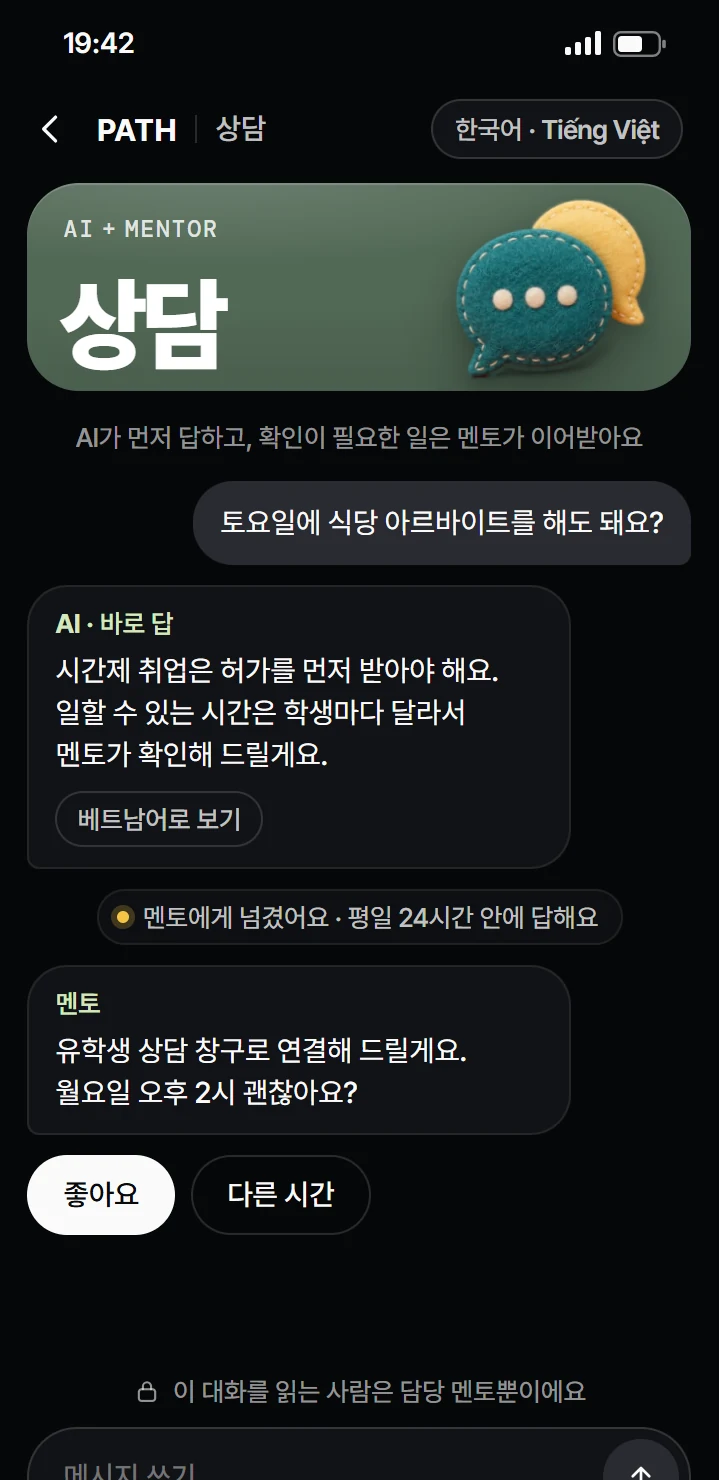 19:42
PATH 상담
한국어 · Tiếng Việt
AI + MENTOR
상담
AI가 먼저 답하고, 확인이 필요한 일은 멘토가 이어받아요
토요일에 식당 아르바이트를 해도 돼요?
AI · 바로 답
시간제 취업은 허가를 먼저 받아야 해요.
일할 수 있는 시간은 학생마다 달라서
멘토가 확인해 드릴게요.
베트남어로 보기
멘토에게 넘겼어요 · 평일 24시간 안에 답해요
멘토
유학생 상담 창구로 연결해 드릴게요.
월요일 오후 2시 괜찮아요?
좋아요
다른 시간
이 대화를 읽는 사람은 담당 멘토뿐이에요
메시지 쓰기